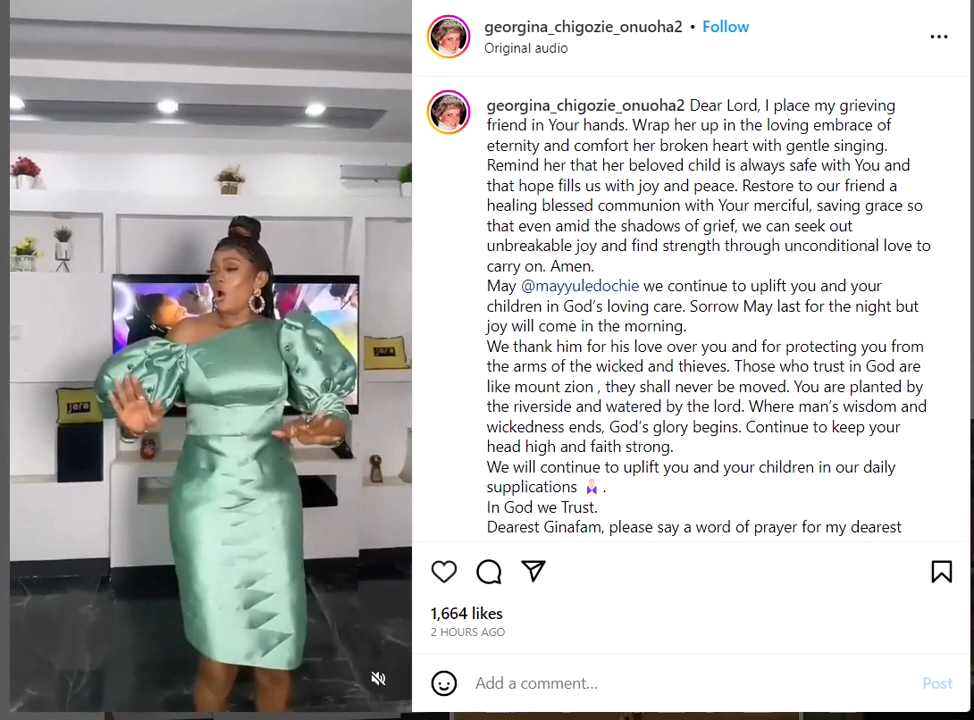 georgina_chigozie_onuoha2 • Follow
Original audio
georgina_chigozie_onuoha2 Dear Lord, I place my grieving
friend in Your hands. Wrap her up in the loving embrace of
eternity and comfort her broken heart with gentle singing.
Remind her that her beloved child is always safe with You and
that hope fills us with joy and peace. Restore to our friend a
healing blessed communion with Your merciful, saving grace so
that even amid the shadows of grief, we can seek out
unbreakable joy and find strength through unconditional love to
carry on. Amen.
May @mayyuledochie we continue to uplift you and your
children in God’s loving care. Sorrow May last for the night but
joy will come in the morning.
We thank him for his love over you and for protecting you from
the arms of the wicked and thieves. Those who trust in God are
like mount zion , they shall never be moved. You are planted by
the riverside and watered by the lord. Where man’s wisdom and
wickedness ends, God’s glory begins. Continue to keep your
head high and faith strong.
We will continue to uplift you and your children in our daily
supplications 🙏🏻 .
In God we Trust.
Dearest Ginafam, please say a word of prayer for my dearest
1,664 likes
2 HOURS AGO
Add a comment...
Post
jara
jara